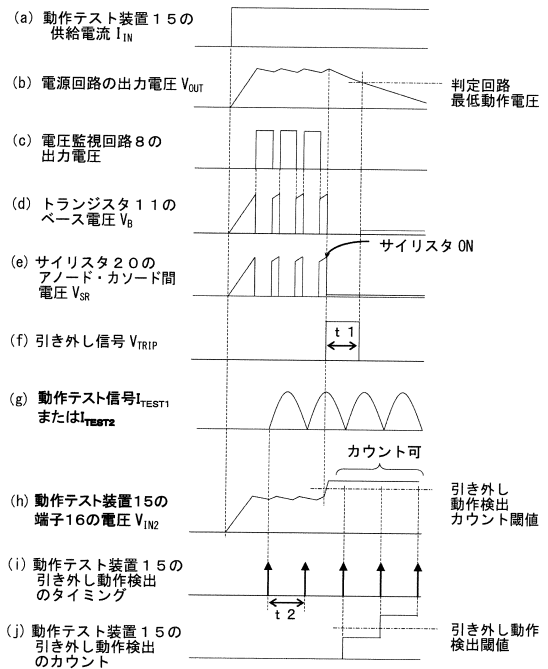 (a) 動作テスト装置15の
供給電流 IIN
(b) 電源回路の出力電圧 VOUT
判定回路
最低動作電圧
(c) 電圧監視回路8の
出力電圧
(d) トランジスタ11の
ベース電圧 VB
(e) サイリスタ20の
アノード・カソード間
電圧 VSR
サイリスタ ON
(f) 引き外し信号 VTRIP
t1
(g) 動作テスト信号ITEST1
またはITEST2
カウント可
(h) 動作テスト装置15の
端子16の電圧 VIN2
引き外し
動作検出
カウント閾値
(i) 動作テスト装置15の
引き外し動作検出
のタイミング
t2
(j) 動作テスト装置15の
引き外し動作検出
のカウント
引き外し動作
検出閾値